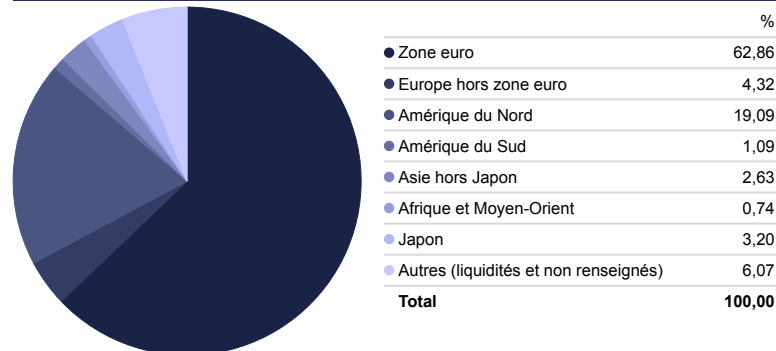 %
Zone euro 62,86
Europe hors zone euro 4,32
Amérique du Nord 19,09
Amérique du Sud 1,09
Asie hors Japon 2,63
Afrique et Moyen-Orient 0,74
Japon 3,20
Autres (liquidités et non renseignés) 6,07
Total 100,00